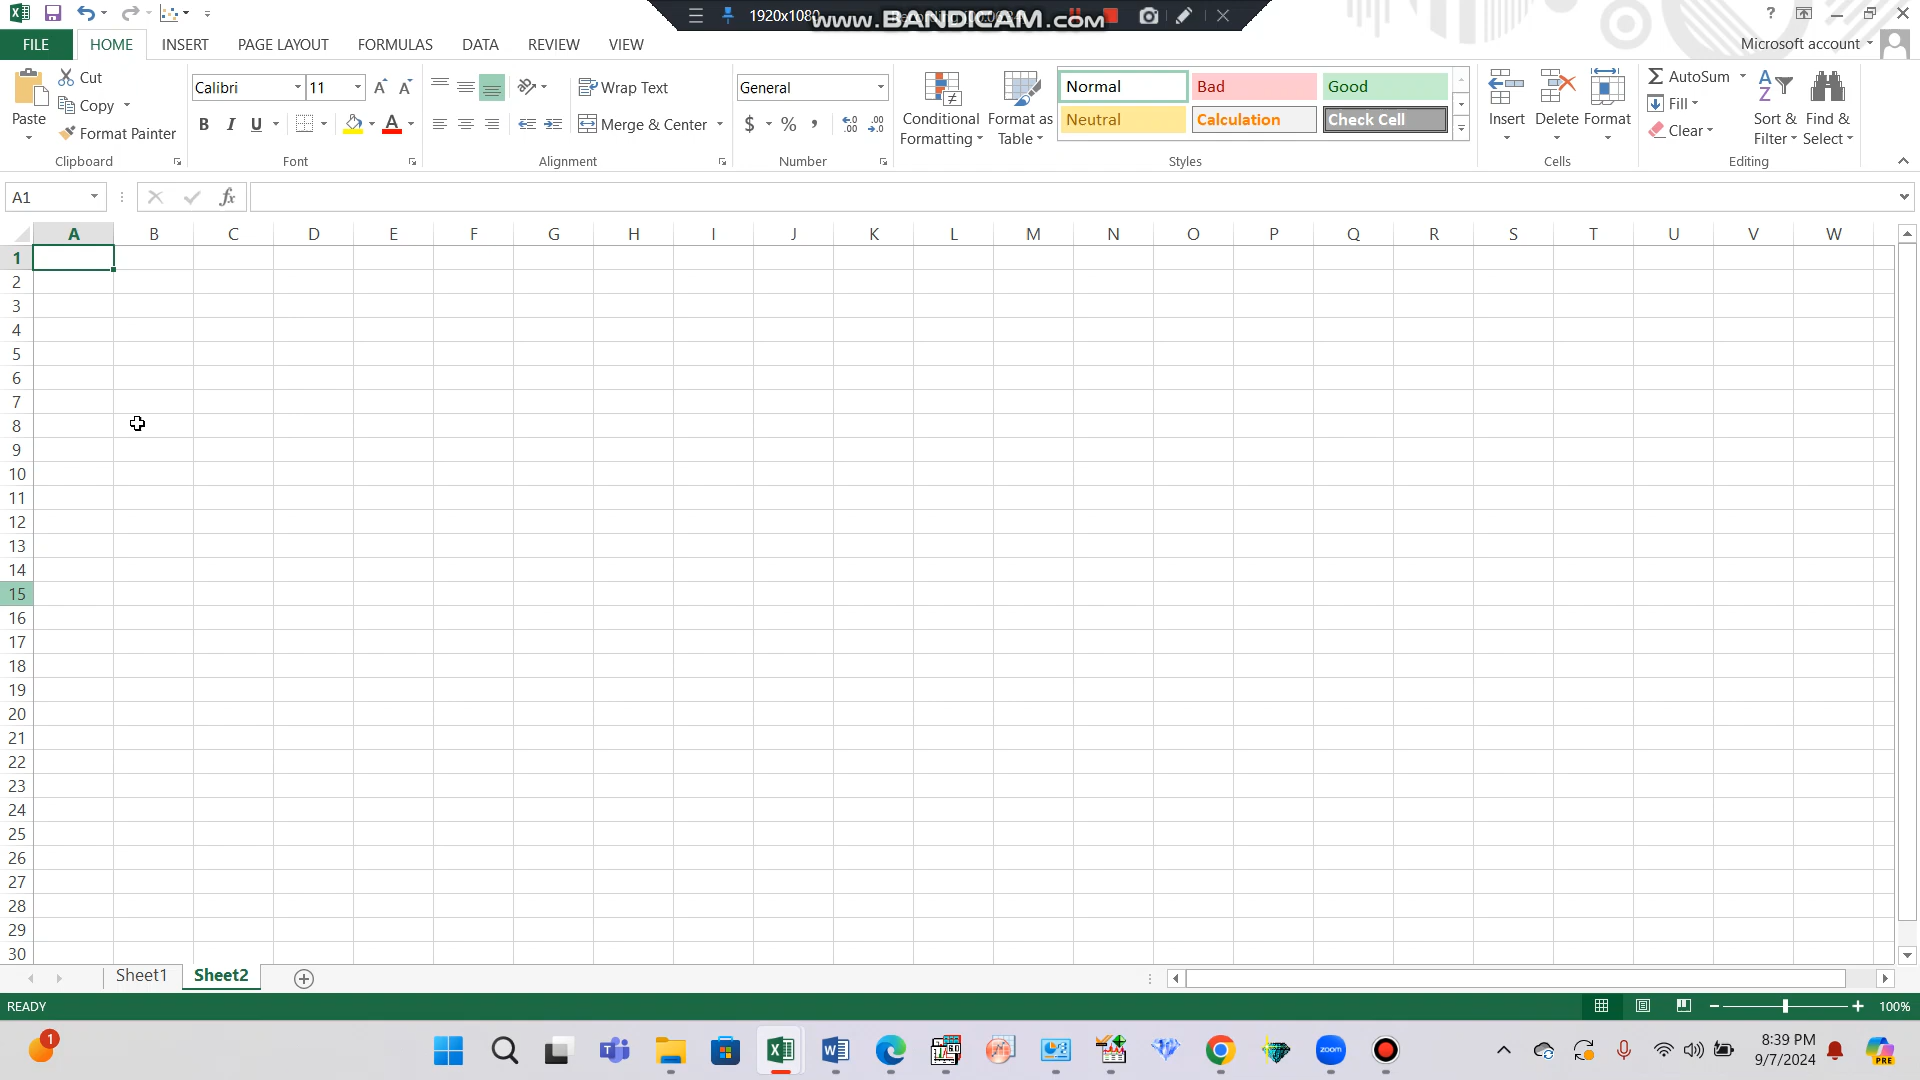 1920x1080
www.BANDICAM.com
FILE HOME INSERT PAGE LAYOUT FORMULAS DATA REVIEW VIEW
Microsoft account
Paste
Cut
Copy
Format Painter
Clipboard
Calibri 11
B I U
Font
Wrap Text
Merge & Center
Alignment
General
$ % ,
Number
Conditional Formatting
Format as Table
Normal Bad Good
Neutral Calculation Check Cell
Styles
Insert Delete Format
Cells
AutoSum
Fill
Clear
Sort & Filter
Find & Select
Editing
A1
fx
A B C D E F G H I J K L M N O P Q R S T U V W
1
2
3
4
5
6
7
8
9
10
11
12
13
14
15
16
17
18
19
20
21
22
23
24
25
26
27
28
29
30
Sheet1 Sheet2
READY
100%
1
zoom
8:39 PM
9/7/2024
PRE